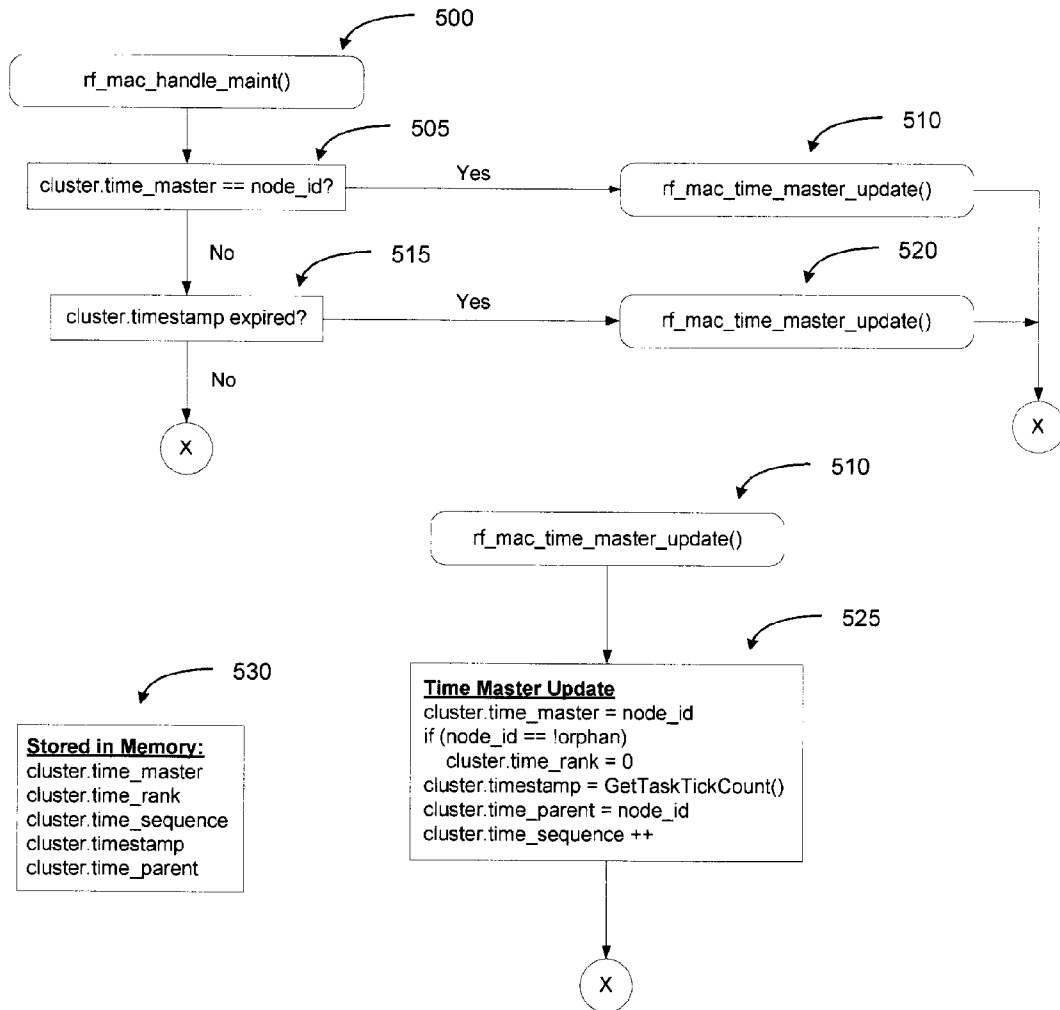 500
rf_mac_handle_maint()
505
cluster.time_master == node_id?
Yes
510
rf_mac_time_master_update()
No
515
cluster.timestamp expired?
Yes
520
rf_mac_time_master_update()
No
X
X
510
rf_mac_time_master_update()
525
Time Master Update
cluster.time_master = node_id
if (node_id == !orphan)
cluster.time_rank = 0
cluster.timestamp = GetTaskTickCount()
cluster.time_parent = node_id
cluster.time_sequence ++
530
Stored in Memory:
cluster.time_master
cluster.time_rank
cluster.time_sequence
cluster.timestamp
cluster.time_parent
X